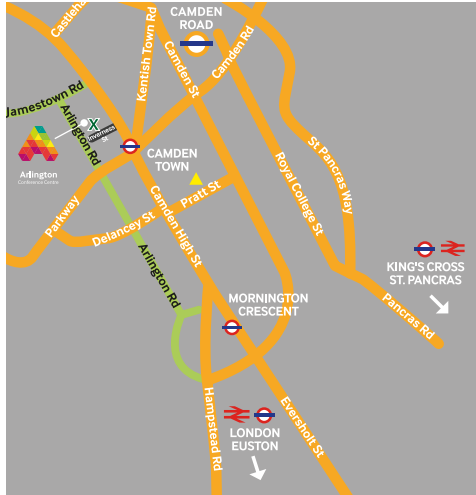 CAMDEN
ROAD
Castleha
Kentish Town Rd
Camden St
Camden Rd
Jamestown Rd
Arlington Rd
X
Inverness
St
St Pancras Way
Royal College St
Arlington
Conference Centre
CAMDEN
TOWN
Parkway
Delancey St
Pratt St
Camden High St
Arlington Rd
KING'S CROSS
ST. PANCRAS
MORNINGTON
CRESCENT
Pancras Rd
Hampstead Rd
Eversholt St
LONDON
EUSTON